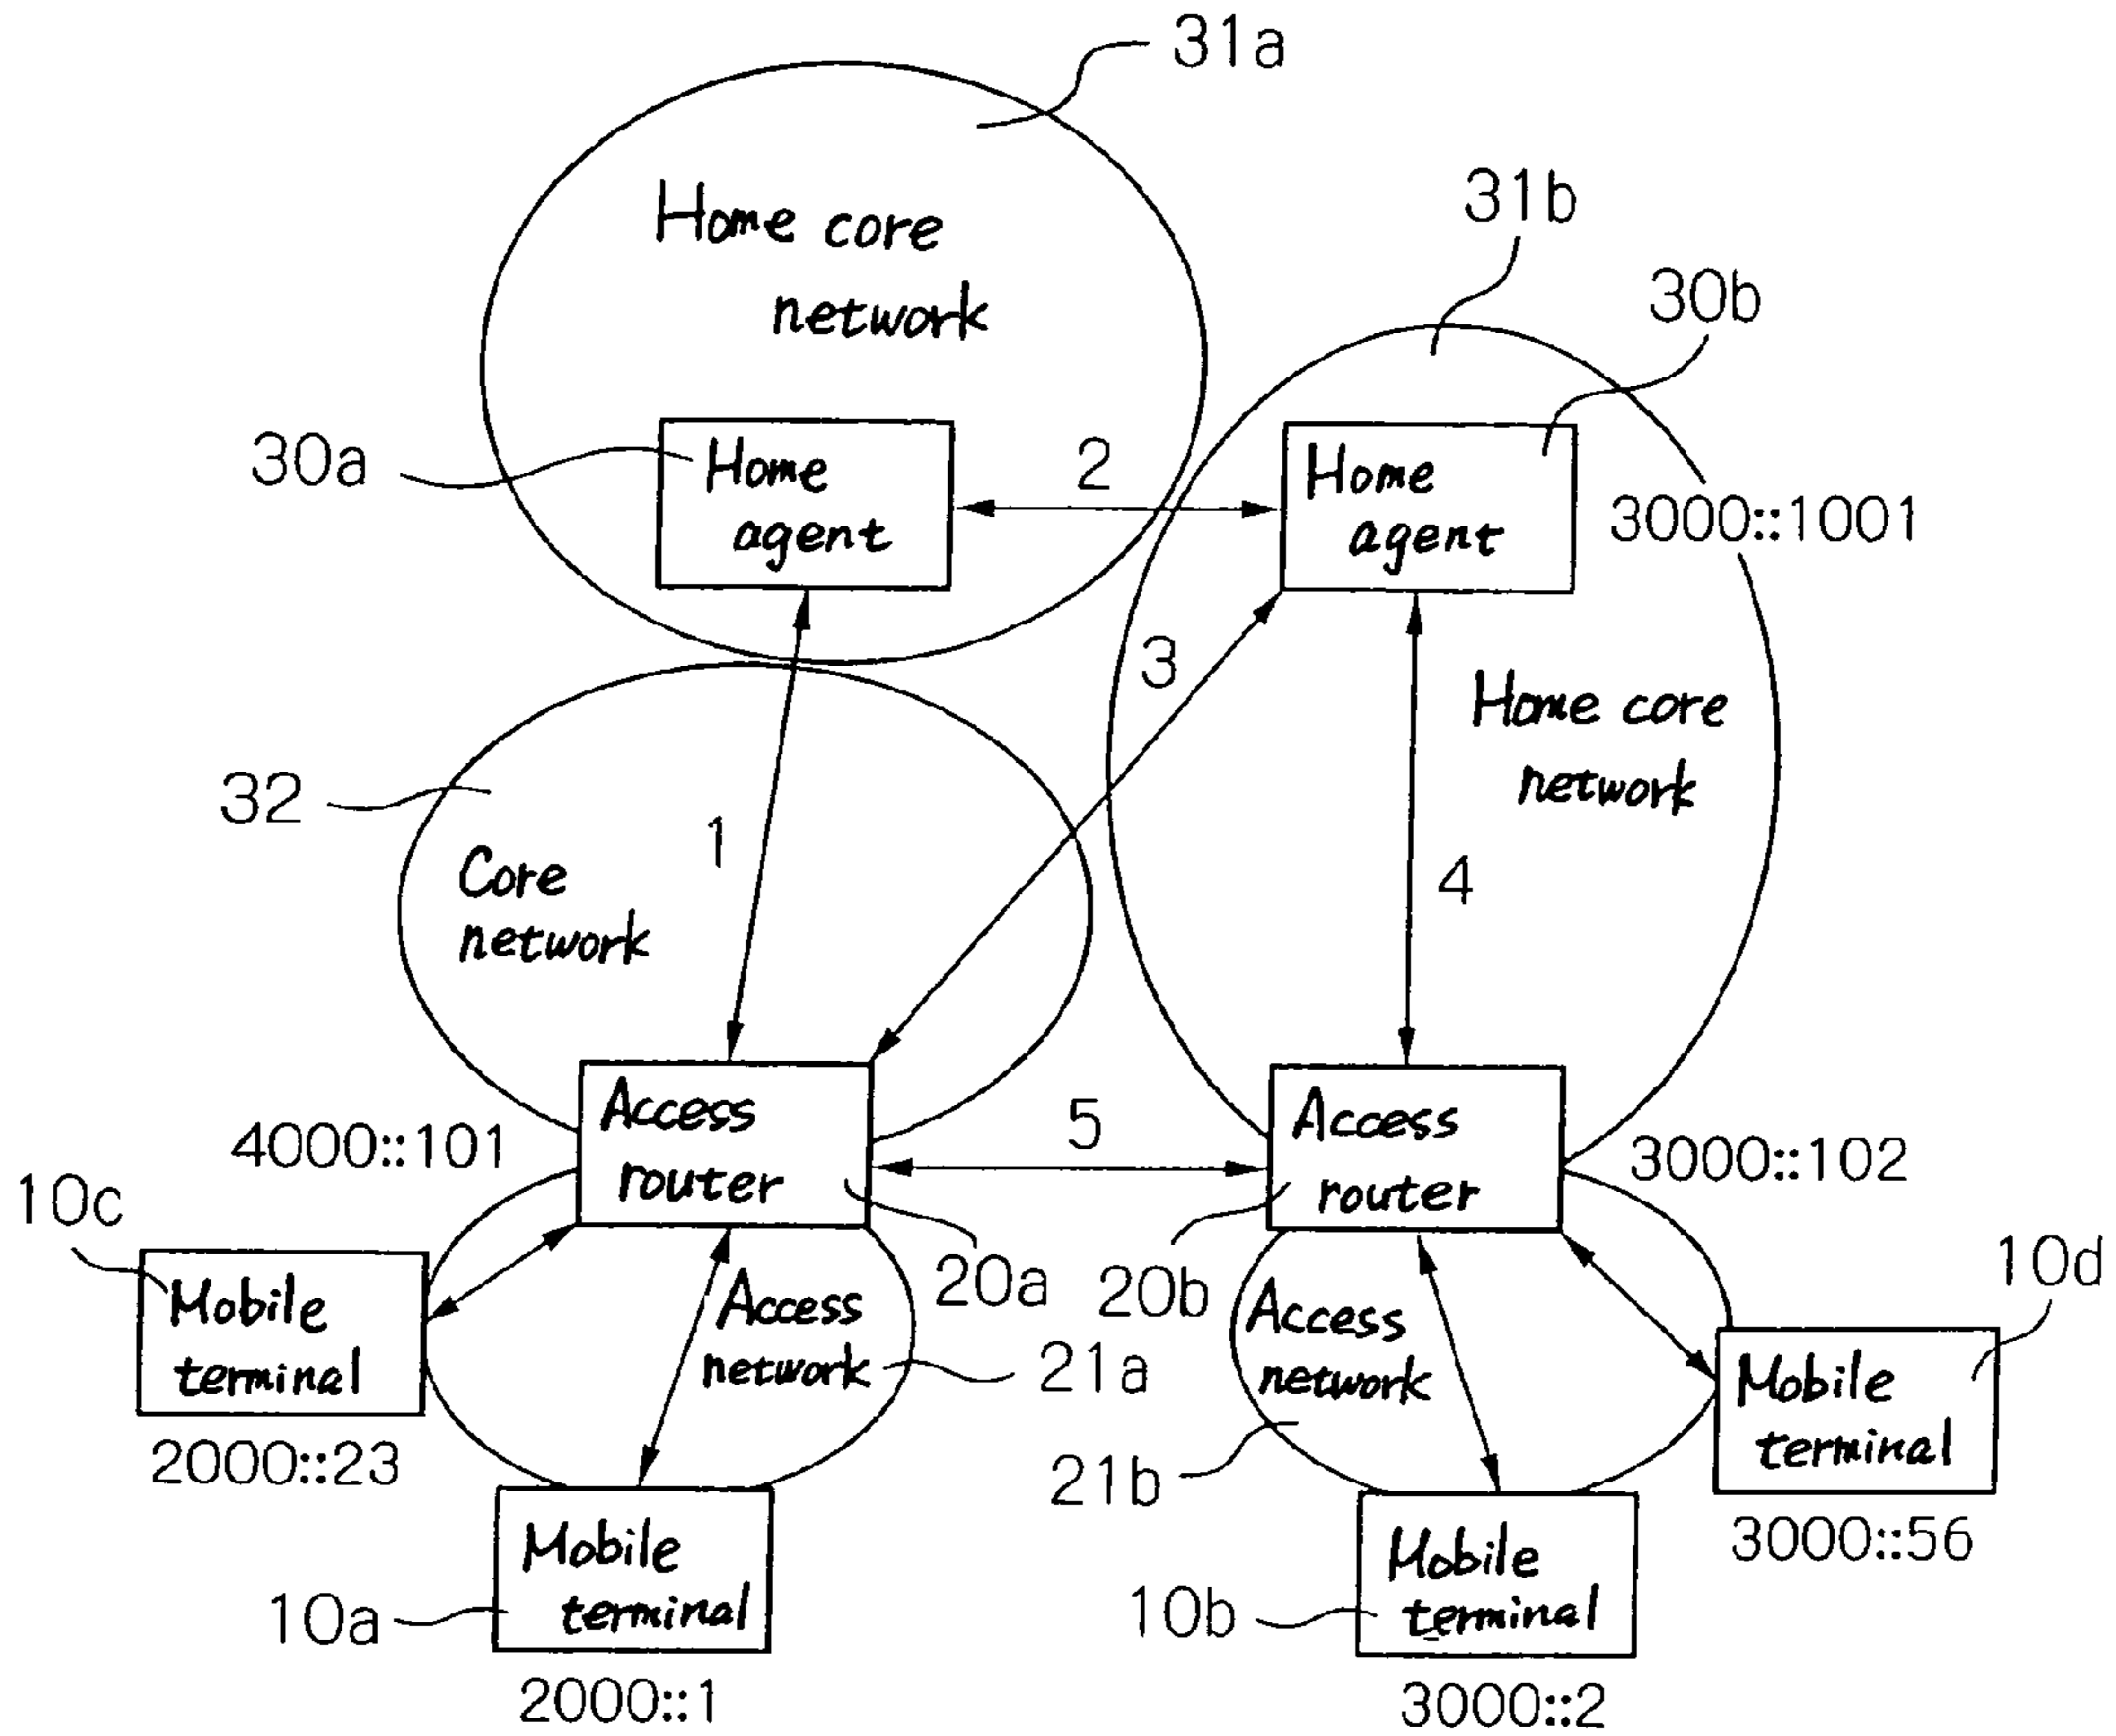 31a
Home core
network
31b
30b
30a
Home
agent
2
Home
agent
3000::1001
3
Home core
network
32
1
4
Core
network
Access
router
5
Access
router
4000::101
3000::102
10c
20a
20b
10d
Mobile
terminal
Access
network
21a
Access
network
Mobile
terminal
2000::23
21b
3000::56
Mobile
terminal
10a
2000::1
Mobile
terminal
10b
3000::2